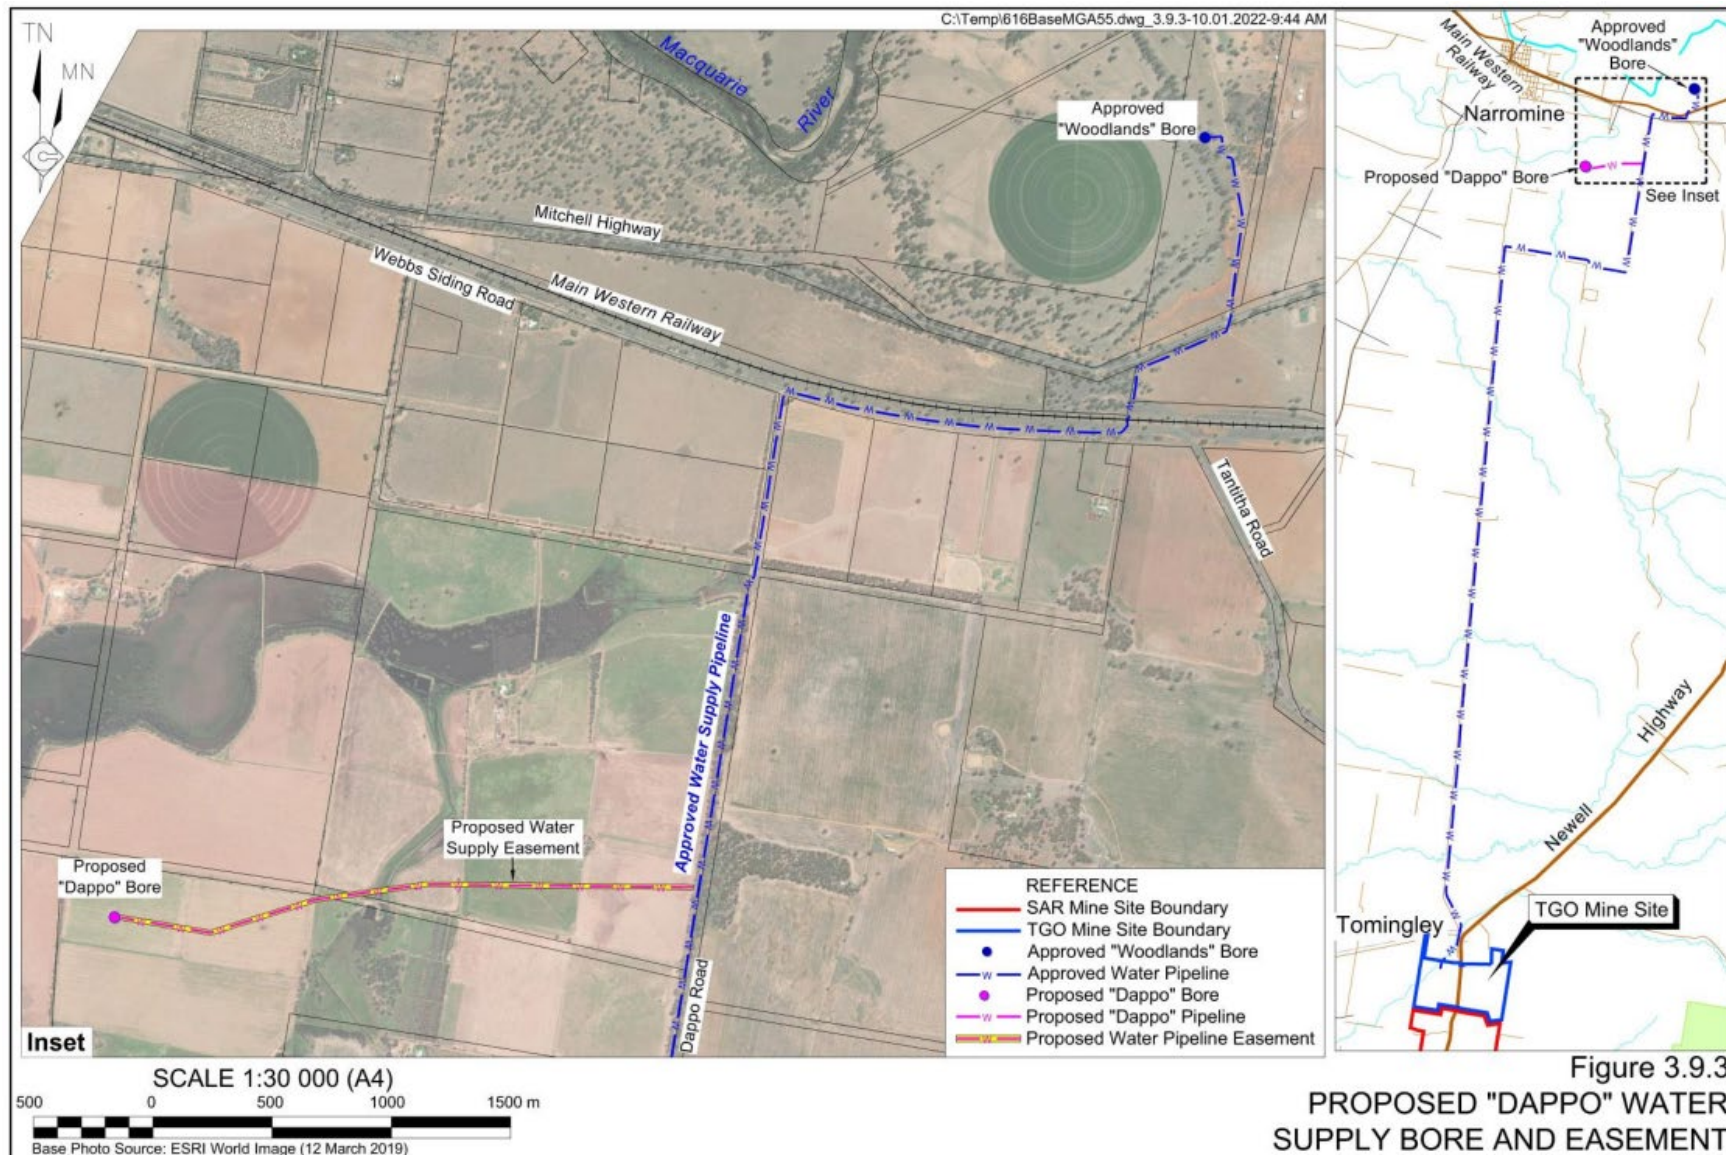 C:\Temp\616BaseMGA55.dwg_3.9.3-10.01.2022-9:44 AM
TN
MN
Macquarie
River
Approved
"Woodlands" Bore
Mitchell Highway
Webbs Siding Road
Main Western Railway
Tantitha Road
Approved Water Supply Pipeline
Proposed Water
Supply Easement
Proposed
"Dappo" Bore
Dappo Road
Inset
REFERENCE
SAR Mine Site Boundary
TGO Mine Site Boundary
Approved "Woodlands" Bore
W
Approved Water Pipeline
Proposed "Dappo" Bore
W
Proposed "Dappo" Pipeline
W
Proposed Water Pipeline Easement
Approved
"Woodlands"
Bore
Main Western
Railway
Narromine
Proposed "Dappo" Bore
See Inset
Newell
Highway
Tomingley
TGO Mine Site
SCALE 1:30 000 (A4)
500 0 500 1000 1500 m
Base Photo Source: ESRI World Image (12 March 2019)
Figure 3.9.3
PROPOSED "DAPPO" WATER
SUPPLY BORE AND EASEMENT